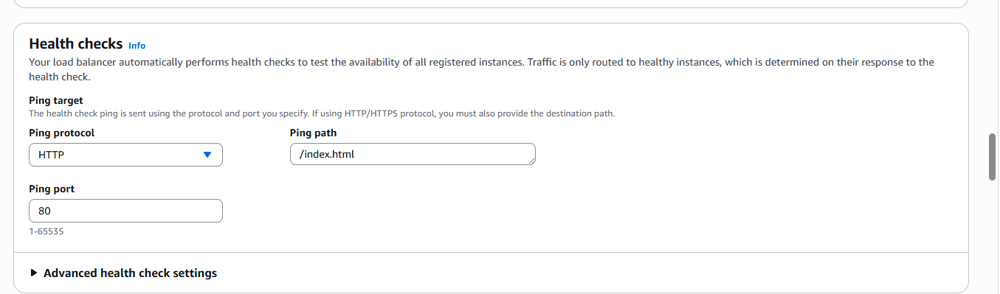 Health checks Info
Your load balancer automatically performs health checks to test the availability of all registered instances. Traffic is only routed to healthy instances, which is determined on their response to the
health check.
Ping target
The health check ping is sent using the protocol and port you specify. If using HTTP/HTTPS protocol, you must also provide the destination path.
Ping protocol Ping path
HTTP /index.html
Ping port
80
1-65535
Advanced health check settings